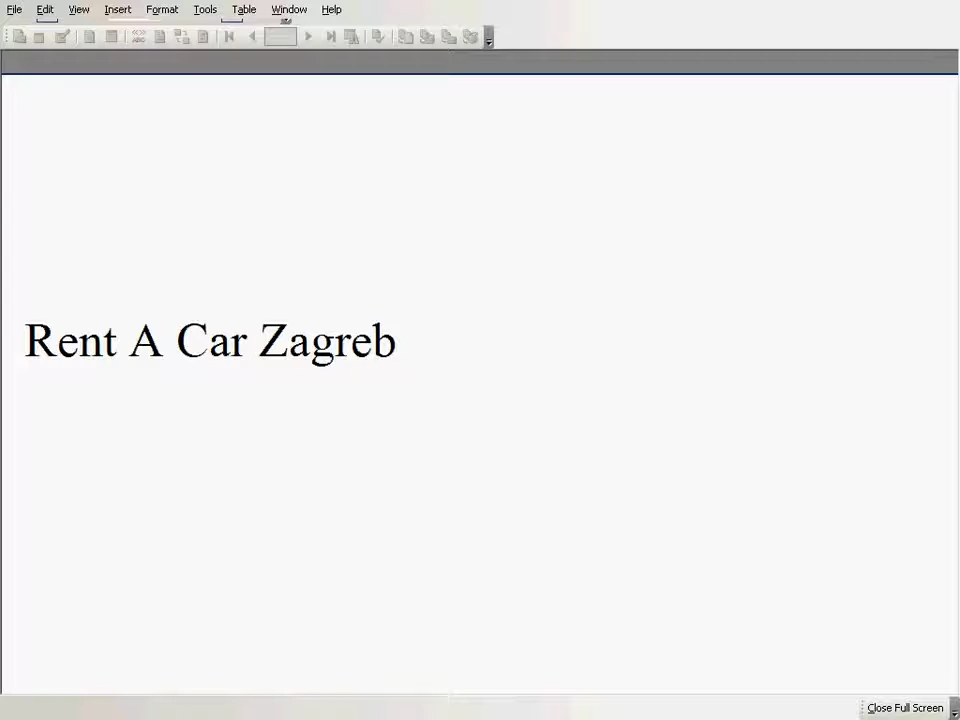 File Edit View Insert Format Tools Table Window Help
Rent A Car Zagreb
Close Full Screen